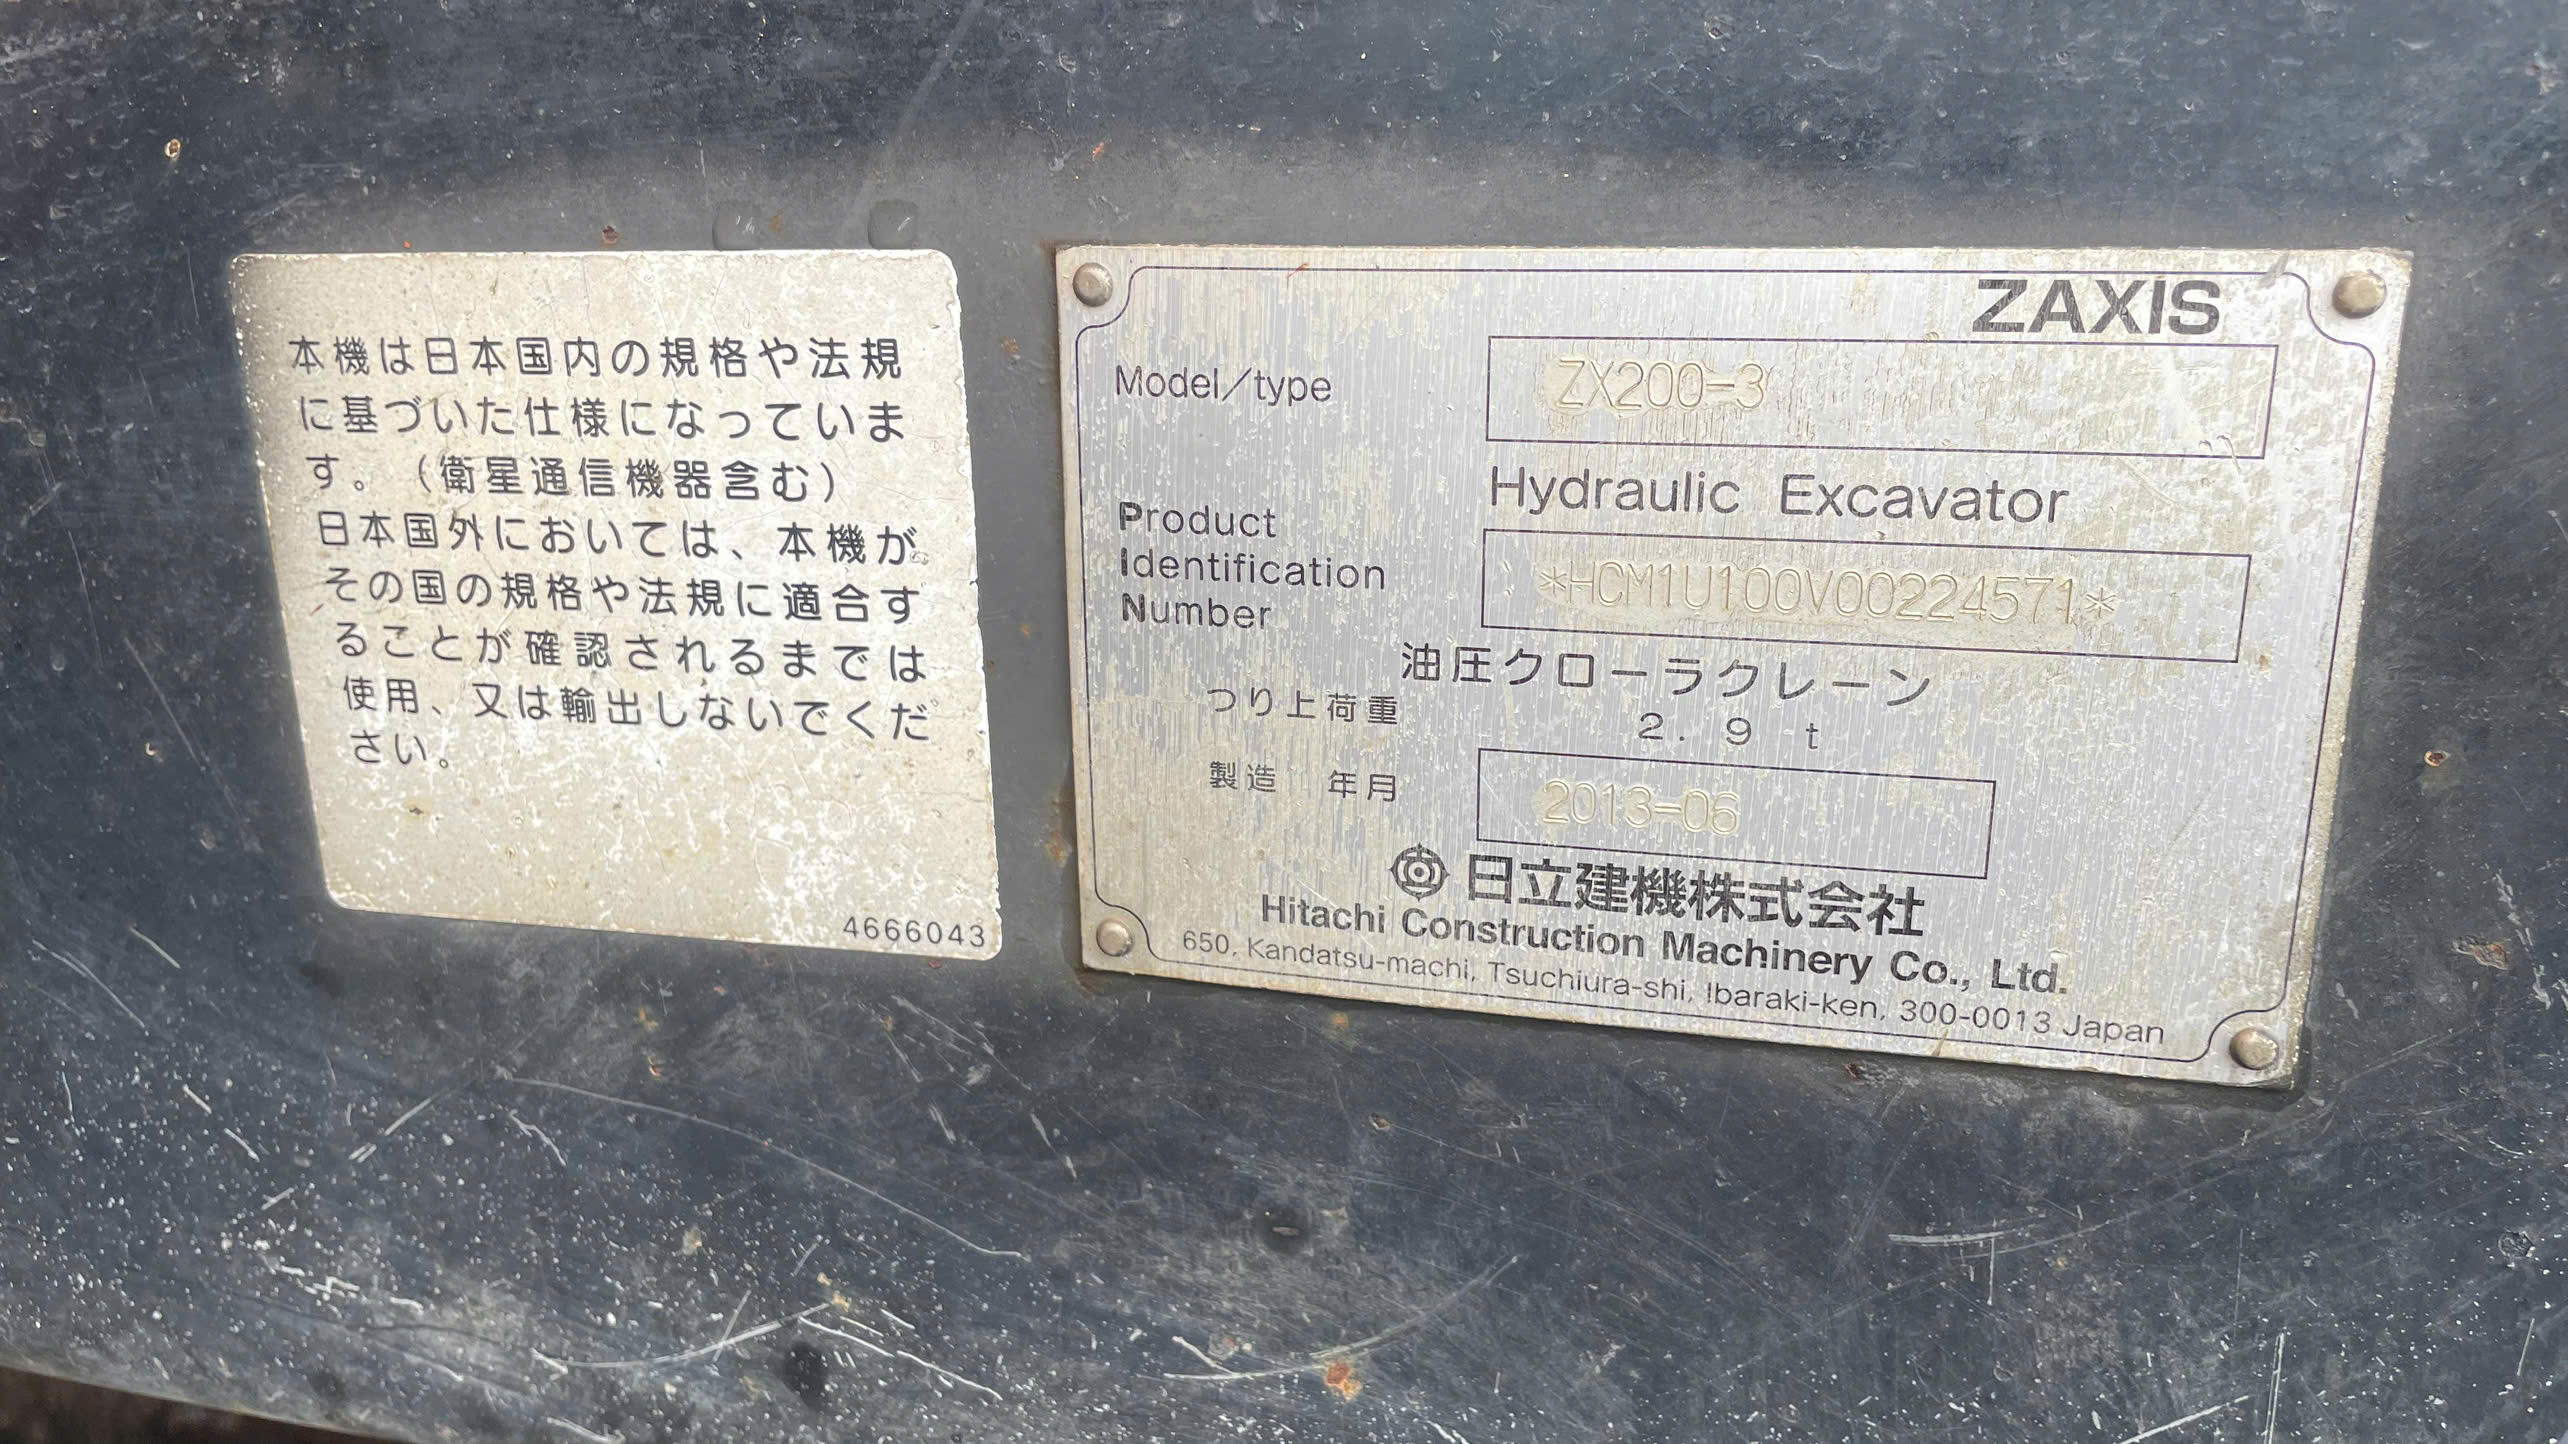 本機は日本国内の規格や法規
に基づいた仕様になっていま
す。（衛星通信機器含む）
日本国外においては、本機が
その国の規格や法規に適合す
ることが確認されるまでは
使用、又は輸出しないでくだ
さい。
4666043
ZAXIS
Model/type ZX200-3
Hydraulic Excavator
Product
Identification
Number
*HCM1U100V00224571*
油圧クローラクレーン
つり上荷重 2.9 t
製造 年月 2013-06
日立建機株式会社
Hitachi Construction Machinery Co., Ltd.
650, Kandatsu-machi, Tsuchiura-shi, Ibaraki-ken, 300-0013 Japan